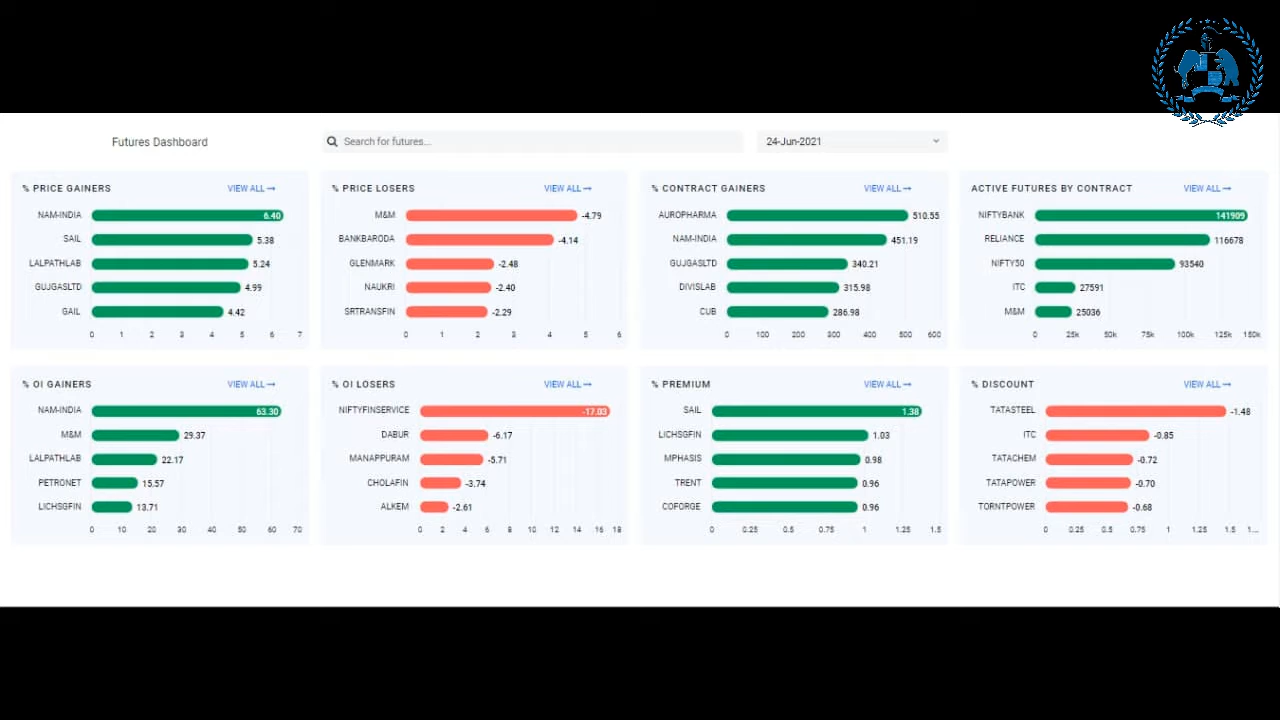 Futures Dashboard
Search for futures...
24-Jun-2021
% PRICE GAINERS VIEW ALL →
NAM-INDIA 6.40
SAIL 5.38
LALPATHLAB 5.24
GUJGASLTD 4.99
GAIL 4.42
0 1 2 3 4 5 6 7
% PRICE LOSERS VIEW ALL →
M&M -4.79
BANKBARODA -4.14
GLENMARK -2.48
NAUKRI -2.40
SRTRANSFIN -2.29
0 1 2 3 4 5 6
% CONTRACT GAINERS VIEW ALL →
AUROPHARMA 510.55
NAM-INDIA 451.19
GUJGASLTD 340.21
DIVISLAB 315.98
CUB 286.98
0 100 200 300 400 500 600
ACTIVE FUTURES BY CONTRACT VIEW ALL →
NIFTYBANK 141909
RELIANCE 116678
NIFTY50 93540
ITC 27591
M&M 25036
0 25k 50k 75k 100k 125k 150k
% OI GAINERS VIEW ALL →
NAM-INDIA 63.30
M&M 29.37
LALPATHLAB 22.17
PETRONET 15.57
LICHSGFIN 13.71
0 10 20 30 40 50 60 70
% OI LOSERS VIEW ALL →
NIFTYFINSERVICE -17.03
DABUR -6.17
MANAPPURAM -5.71
CHOLAFIN -3.74
ALKEM -2.61
0 2 4 6 8 10 12 14 16 18
% PREMIUM VIEW ALL →
SAIL 1.38
LICHSGFIN 1.03
MPHASIS 0.98
TRENT 0.96
COFORGE 0.96
0 0.25 0.5 0.75 1 1.25 1.5
% DISCOUNT VIEW ALL →
TATASTEEL -1.48
ITC -0.85
TATACHEM -0.72
TATAPOWER -0.70
TORNTPOWER -0.68
0 0.25 0.5 0.75 1 1.25 1.5 1...